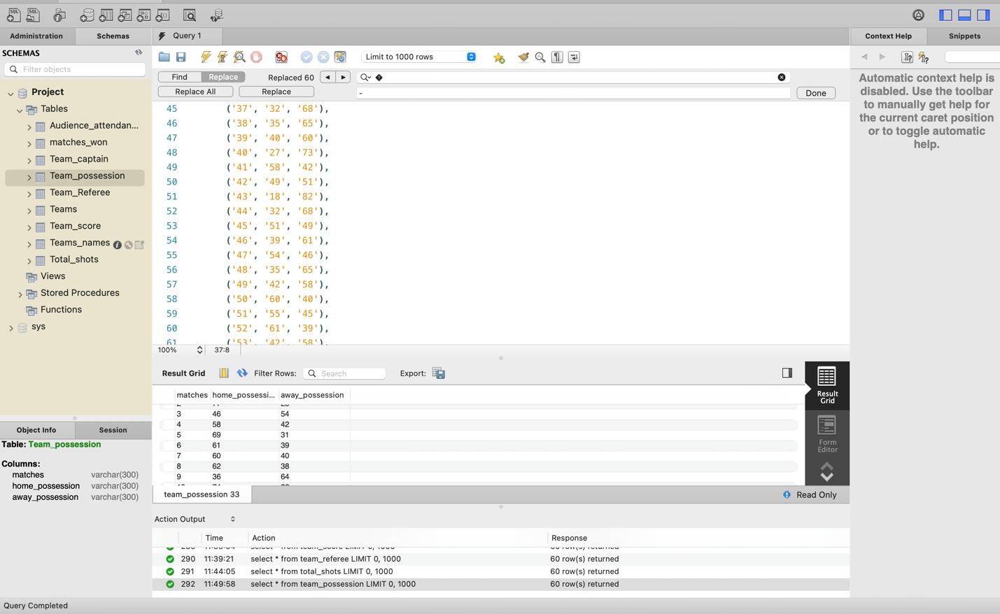 Administration
Schemas
Query 1
Context Help
Snippets
SCHEMAS
Filter objects
Limit to 1000 rows
Find
Replace
Replaced 60
Replace All
Replace
-
Done
Project
Tables
Audience_attendan...
matches_won
Team_captain
Team_possession
Team_Referee
Teams
Team_score
Teams_names
Total_shots
Views
Stored Procedures
Functions
sys
45 ('37', '32', '68'),
46 ('38', '35', '65'),
47 ('39', '40', '60'),
48 ('40', '27', '73'),
49 ('41', '58', '42'),
50 ('42', '49', '51'),
51 ('43', '18', '82'),
52 ('44', '32', '68'),
53 ('45', '51', '49'),
54 ('46', '39', '61'),
55 ('47', '54', '46'),
56 ('48', '35', '65'),
57 ('49', '42', '58'),
58 ('50', '60', '40'),
59 ('51', '55', '45'),
60 ('52', '61', '39'),
61 ('53', '42', '58'),
100%
37:8
Automatic context help is
disabled. Use the toolbar
to manually get help for
the current caret position
or to toggle automatic
help.
Result Grid
Filter Rows:
Search
Export:
matches home_possessi... away_possession
3 46 54
4 58 42
5 69 31
6 61 39
7 60 40
8 62 38
9 36 64
Result
Grid
Form
Editor
team_possession 33
Read Only
Object Info
Session
Table: Team_possession
Columns:
matches varchar(300)
home_possession varchar(300)
away_possession varchar(300)
Action Output
Time Action Response
select * from team_score LIMIT 0, 1000
290 11:39:21 select * from team_referee LIMIT 0, 1000 60 row(s) returned
291 11:44:05 select * from total_shots LIMIT 0, 1000 60 row(s) returned
292 11:49:58 select * from team_possession LIMIT 0, 1000 60 row(s) returned
Query Completed